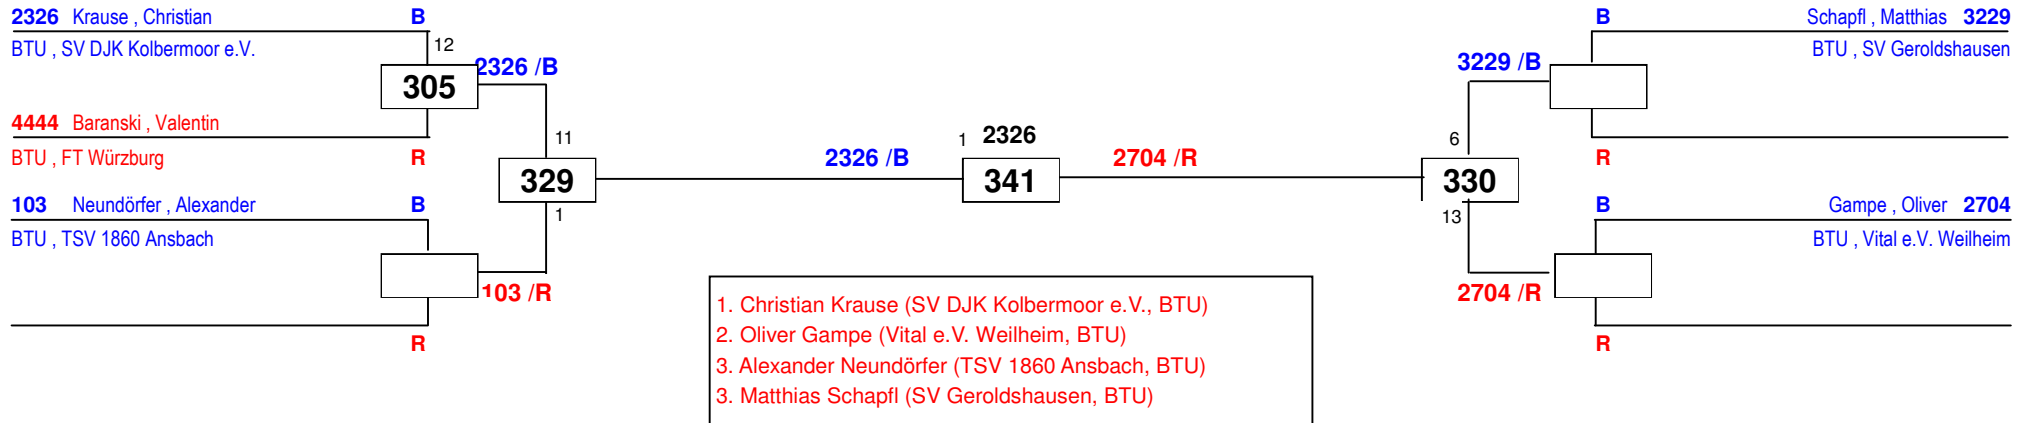 2326 Krause , Christian B
BTU , SV DJK Kolbermoor e.V.
12
305
2326 /B
4444 Baranski , Valentin
BTU , FT Würzburg R
11
329
1
103 Neundörfer , Alexander B
BTU , TSV 1860 Ansbach
103 /R
R
2326 /B
1 2326
341
2704 /R
B Schapfl , Matthias 3229
BTU , SV Geroldshausen
3229 /B
R
6
330
13
B Gampe , Oliver 2704
BTU , Vital e.V. Weilheim
2704 /R
R
1. Christian Krause (SV DJK Kolbermoor e.V., BTU)
2. Oliver Gampe (Vital e.V. Weilheim, BTU)
3. Alexander Neundörfer (TSV 1860 Ansbach, BTU)
3. Matthias Schapfl (SV Geroldshausen, BTU)